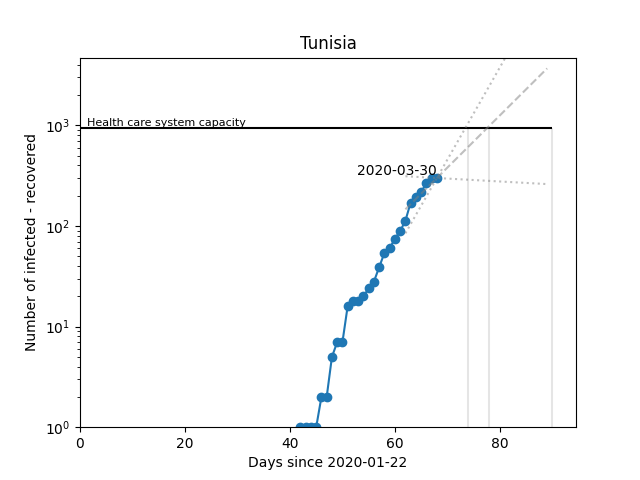 Tunisia
Number of infected - recovered
10³
10²
10¹
10⁰
Health care system capacity
2020-03-30
0 20 40 60 80
Days since 2020-01-22